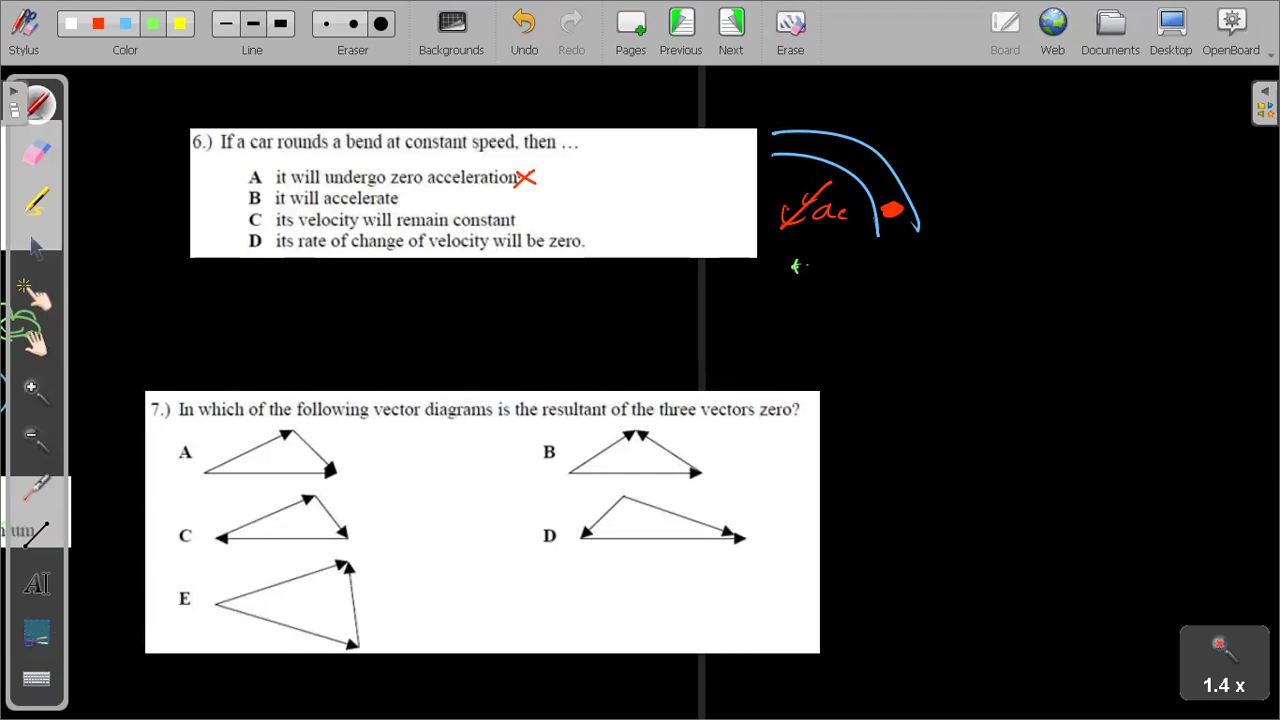 Stylus Color Line Eraser Backgrounds Undo Redo Pages Previous Next Erase Board Web Documents Desktop OpenBoard
6.) If a car rounds a bend at constant speed, then …
A it will undergo zero acceleration
B it will accelerate
C its velocity will remain constant
D its rate of change of velocity will be zero.
ac
7.) In which of the following vector diagrams is the resultant of the three vectors zero?
A B
C D
E
um
AI
1.4 x